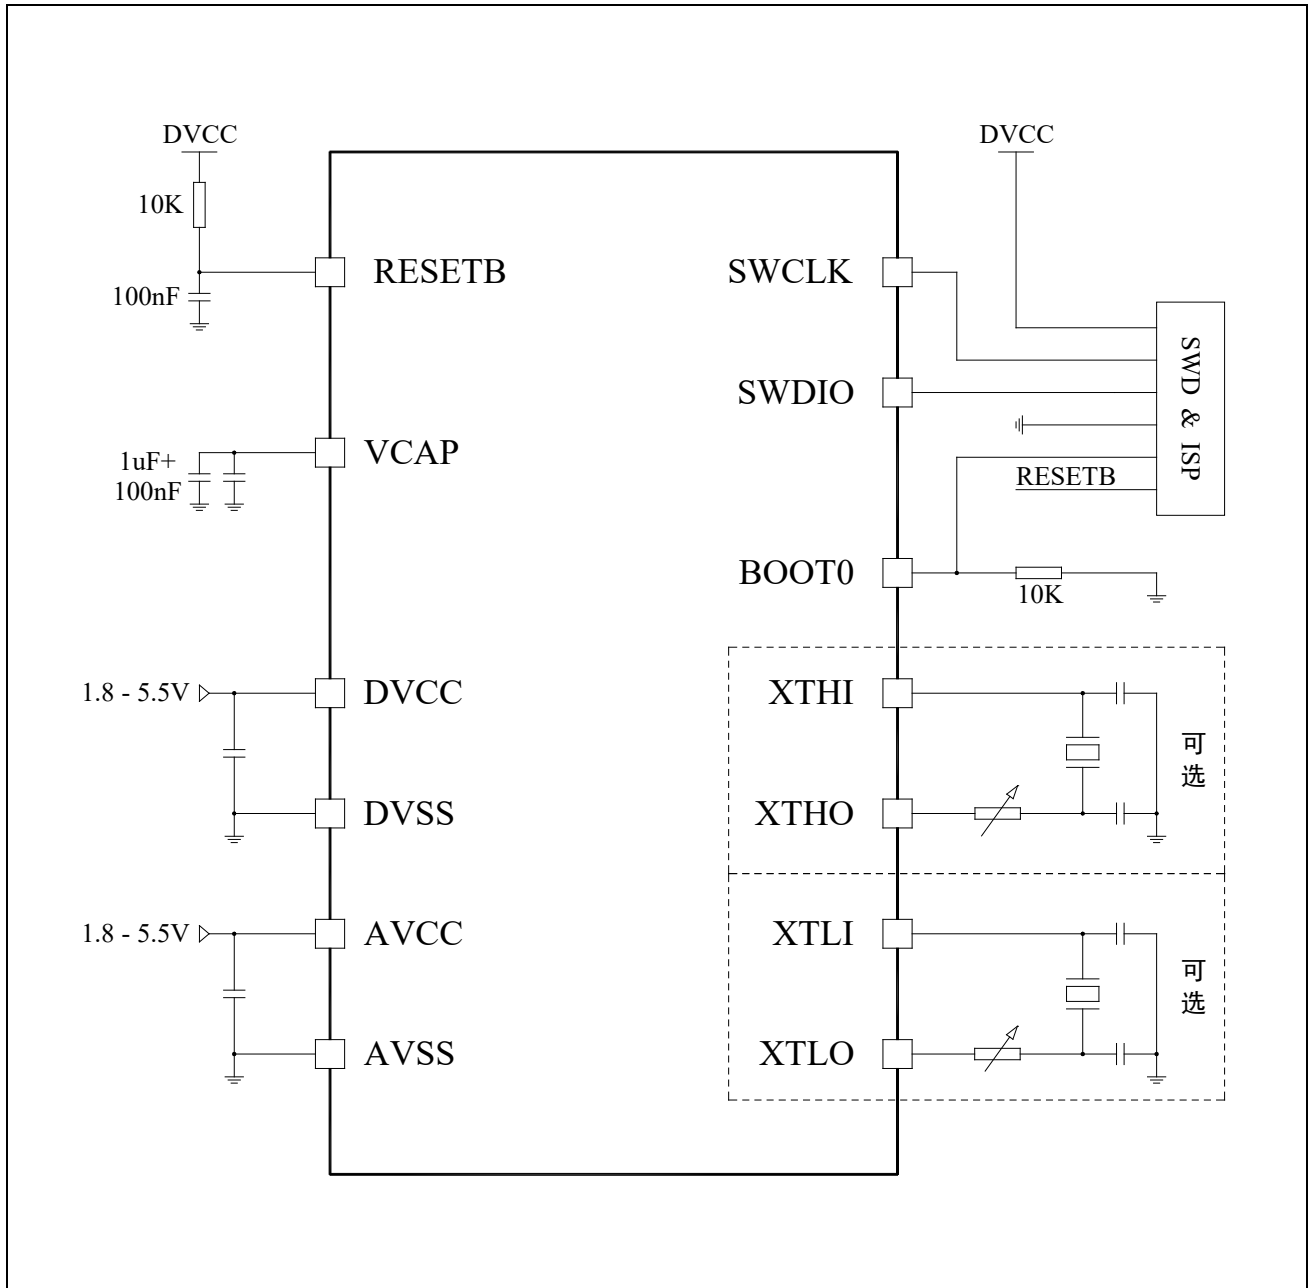 DVCC
10K
RESETB
100nF
1uF+
100nF
VCAP
1.8 - 5.5V
DVCC
DVSS
1.8 - 5.5V
AVCC
AVSS
DVCC
SWCLK
SWDIO
SWD & ISP
RESETB
BOOT0
10K
XTHI
XTHO
可
选
XTLI
XTLO
可
选